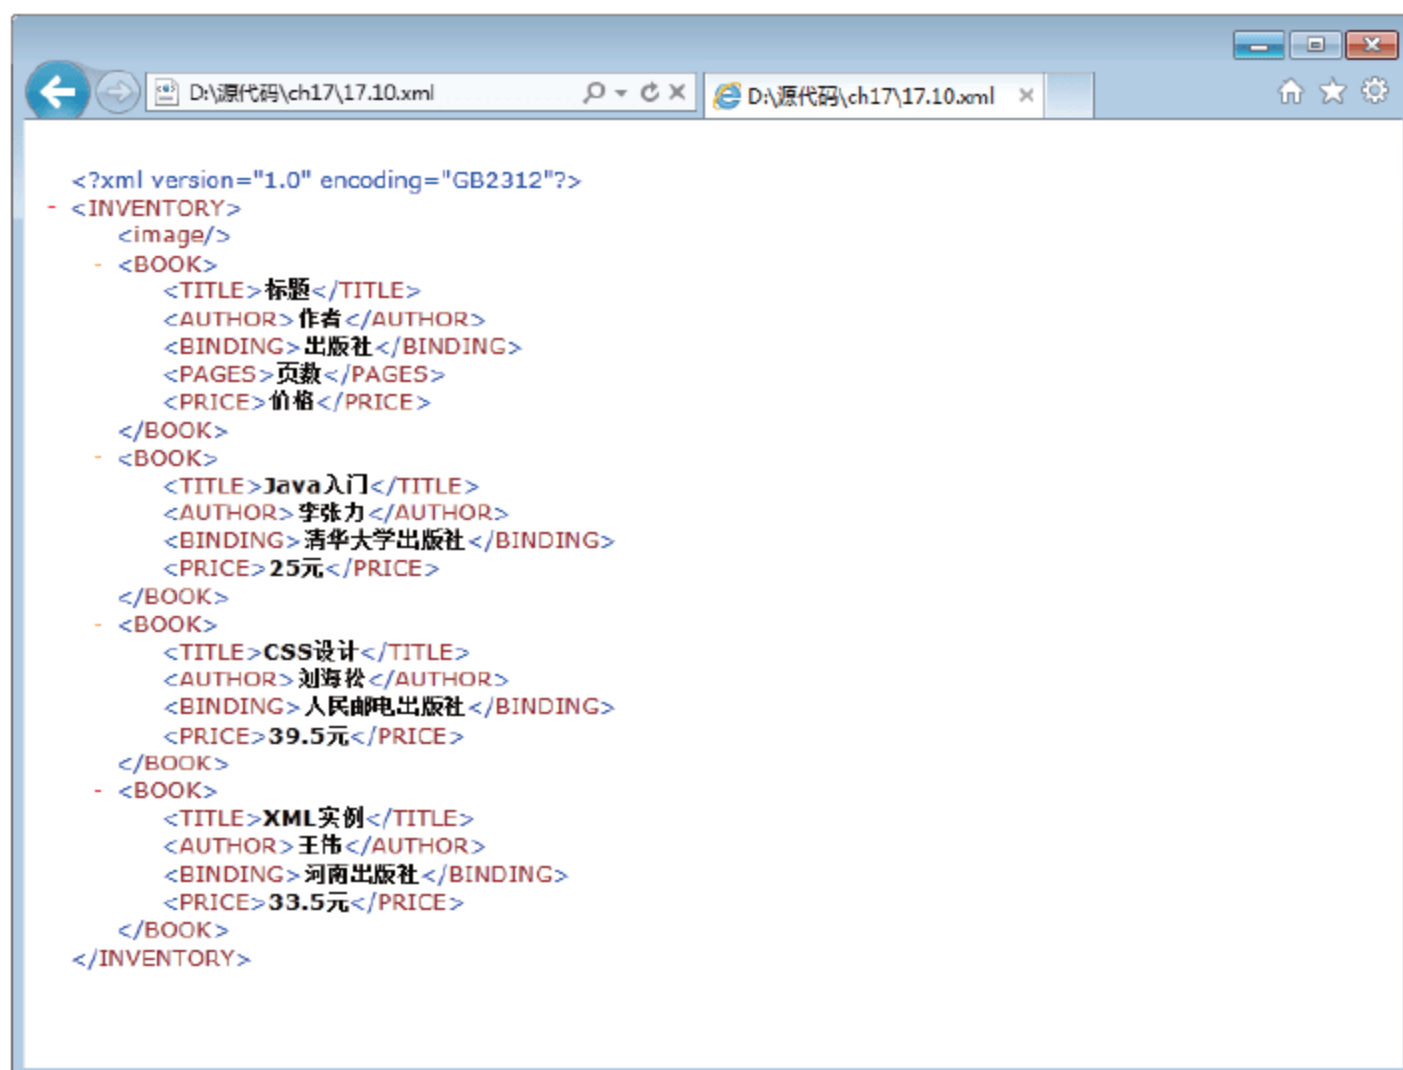 D:\源代码\ch17\17.10.xml
D:\源代码\ch17\17.10.xml
<?xml version="1.0" encoding="GB2312"?>
- <INVENTORY>
<image/>
- <BOOK>
<TITLE>标题</TITLE>
<AUTHOR>作者</AUTHOR>
<BINDING>出版社</BINDING>
<PAGES>页数</PAGES>
<PRICE>价格</PRICE>
</BOOK>
- <BOOK>
<TITLE>Java入门</TITLE>
<AUTHOR>李张力</AUTHOR>
<BINDING>清华大学出版社</BINDING>
<PRICE>25元</PRICE>
</BOOK>
- <BOOK>
<TITLE>CSS设计</TITLE>
<AUTHOR>刘海松</AUTHOR>
<BINDING>人民邮电出版社</BINDING>
<PRICE>39.5元</PRICE>
</BOOK>
- <BOOK>
<TITLE>XML实例</TITLE>
<AUTHOR>王伟</AUTHOR>
<BINDING>河南出版社</BINDING>
<PRICE>33.5元</PRICE>
</BOOK>
</INVENTORY>